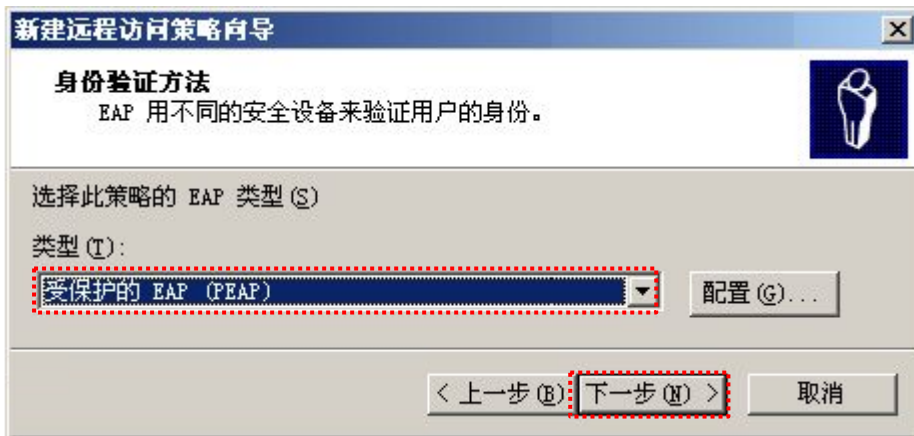 新建远程访问策略向导
身份验证方法
EAP 用不同的安全设备来验证用户的身份。
选择此策略的 EAP 类型(S)
类型(T):
受保护的 EAP (PEAP)
配置(G)...
< 上一步(B) 下一步(N) > 取消